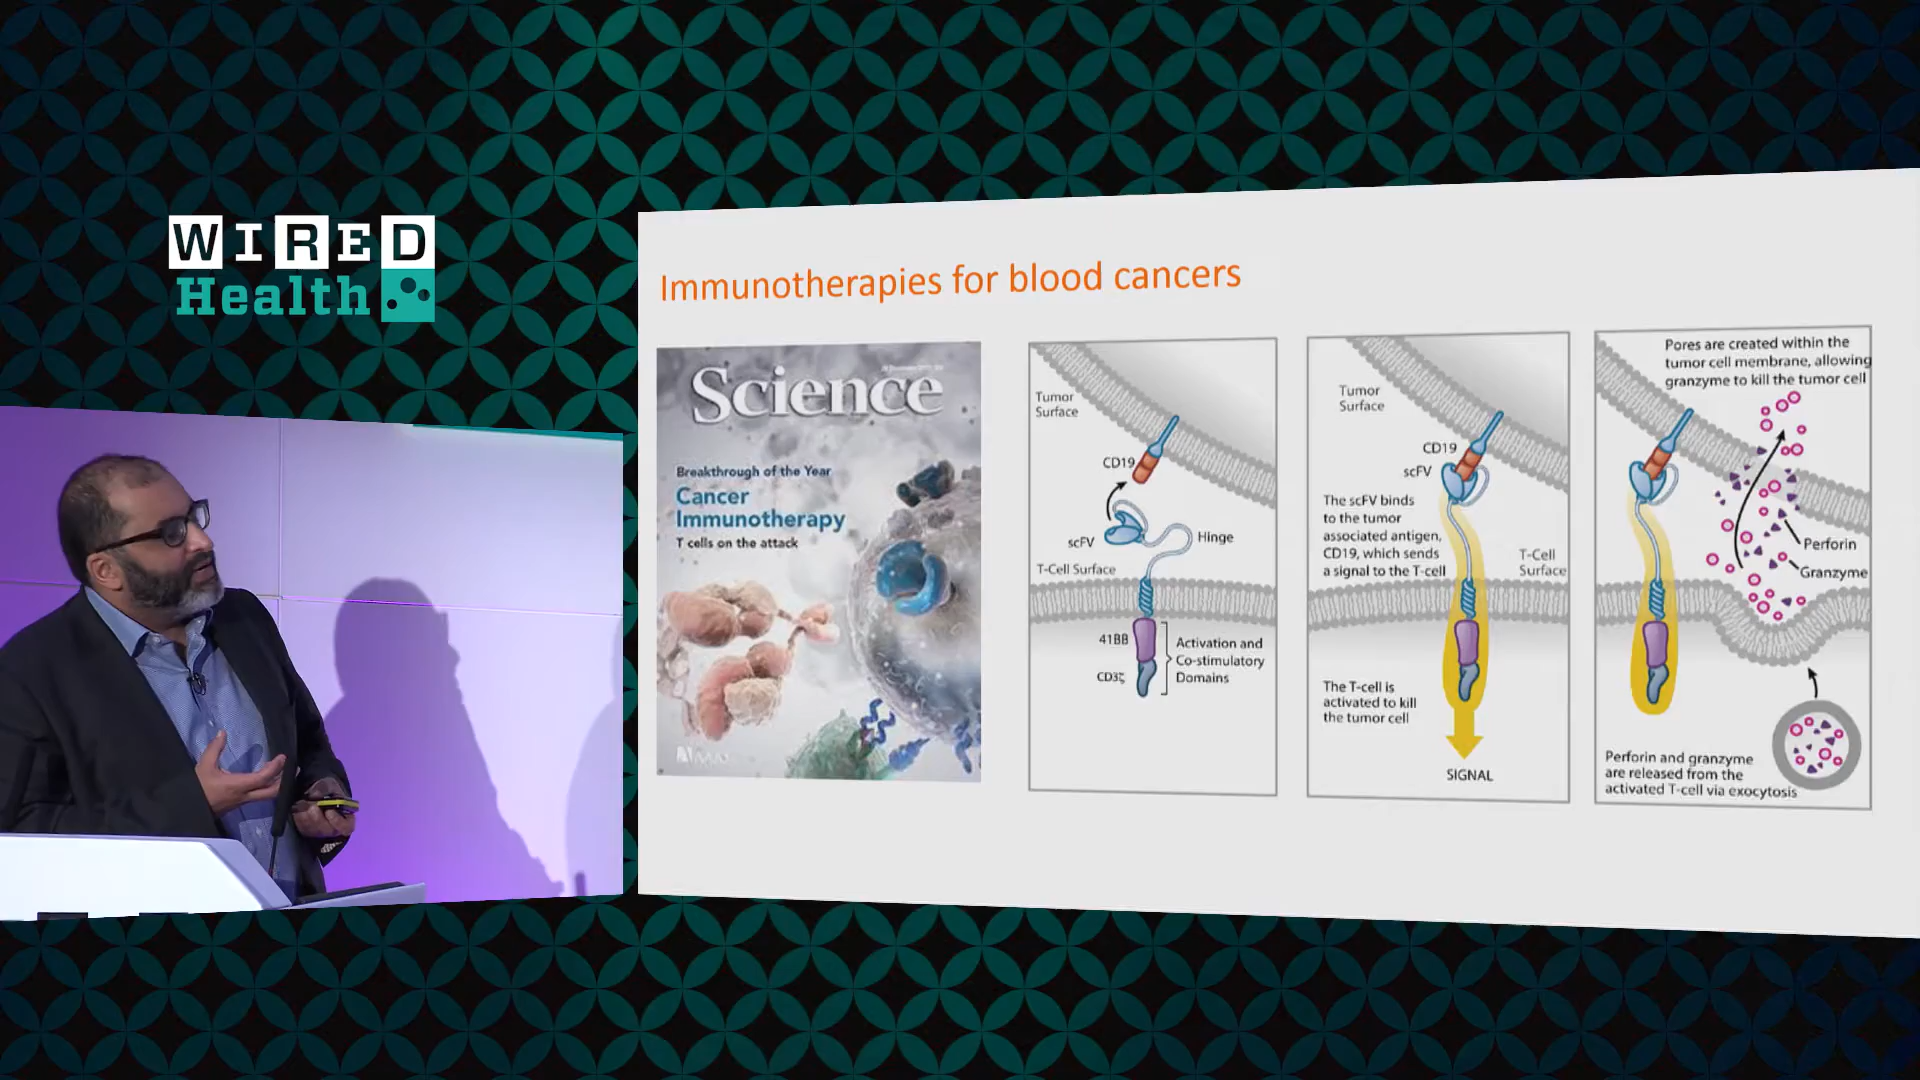 WIRED
Health
Immunotherapies for blood cancers
Science
Breakthrough of the Year
Cancer
Immunotherapy
T cells on the attack
AAAS
Tumor
Surface
CD19
scFV
Hinge
T-Cell Surface
41BB
CD3ζ
Activation and
Co-stimulatory
Domains
Tumor
Surface
CD19
scFV
The scFV binds
to the tumor
associated antigen,
CD19, which sends
a signal to the T-cell
T-Cell
Surface
The T-cell is
activated to kill
the tumor cell
SIGNAL
Pores are created within the
tumor cell membrane, allowing
granzyme to kill the tumor cell
Perforin
Granzyme
Perforin and granzyme
are released from the
activated T-cell via exocytosis